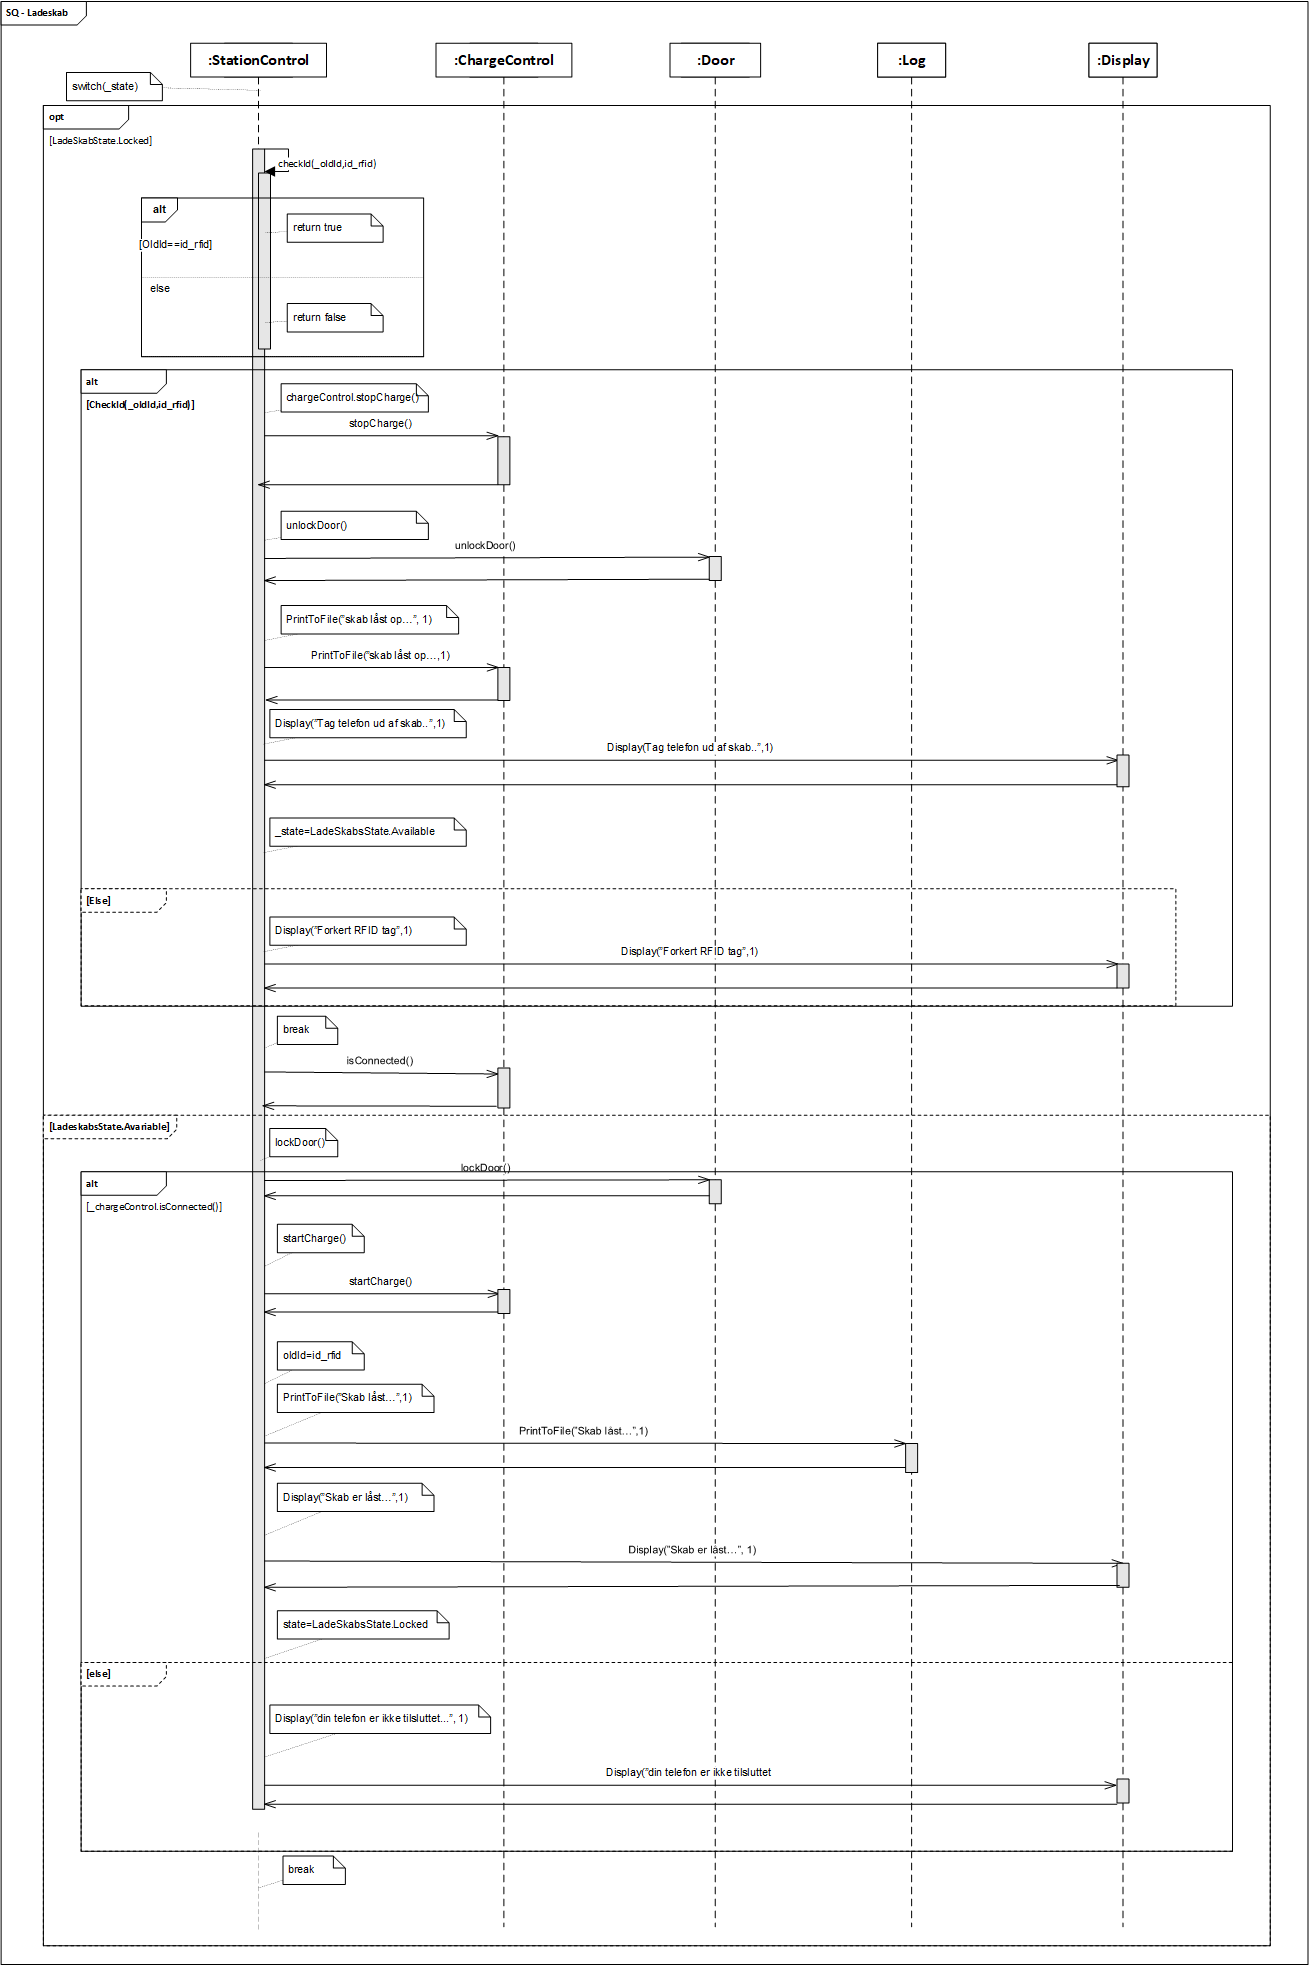 SQ - Ladeskab
:StationControl
:ChargeControl
:Door
:Log
:Display
switch(_state)
opt
[LadeSkabState.Locked]
checkId(_oldId,id_rfid)
alt
return true
[OldId==id_rfid]
else
return false
alt
chargeControl.stopCharge()
[CheckId(_oldId,id_rfid)]
stopCharge()
unlockDoor()
unlockDoor()
PrintToFile("skab låst op...", 1)
PrintToFile("skab låst op...,1)
Display("Tag telefon ud af skab..",1)
Display(Tag telefon ud af skab..",1)
_state=LadeSkabsState.Available
[Else]
Display("Forkert RFID tag",1)
Display("Forkert RFID tag",1)
break
isConnected()
[LadeskabsState.Avariable]
lockDoor()
lockDoor()
alt
[_chargeControl.isConnected()]
startCharge()
startCharge()
oldId=id_rfid
PrintToFile("Skab låst...",1)
PrintToFile("Skab låst...",1)
Display("Skab er låst...",1)
Display("Skab er låst...", 1)
state=LadeSkabsState.Locked
[else]
Display("din telefon er ikke tilsluttet...", 1)
Display("din telefon er ikke tilsluttet
break